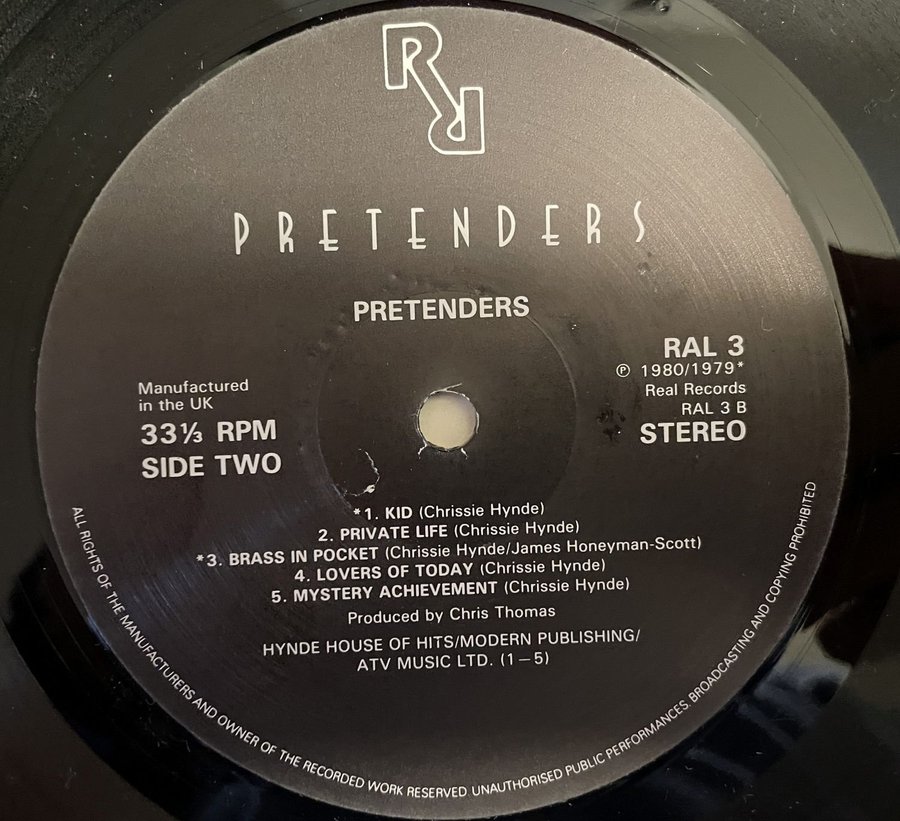 RR
PRETENDERS
PRETENDERS
RAL 3
℗ 1980/1979*
Real Records
RAL 3 B
STEREO
Manufactured
in the UK
33⅓ RPM
SIDE TWO
*1. KID (Chrissie Hynde)
2. PRIVATE LIFE (Chrissie Hynde)
*3. BRASS IN POCKET (Chrissie Hynde/James Honeyman-Scott)
4. LOVERS OF TODAY (Chrissie Hynde)
5. MYSTERY ACHIEVEMENT (Chrissie Hynde)
Produced by Chris Thomas
HYNDE HOUSE OF HITS/MODERN PUBLISHING/
ATV MUSIC LTD. (1–5)
ALL RIGHTS OF THE MANUFACTURERS AND OWNER OF THE RECORDED WORK RESERVED. UNAUTHORISED PUBLIC PERFORMANCES. BROADCASTING AND COPYING PROHIBITED